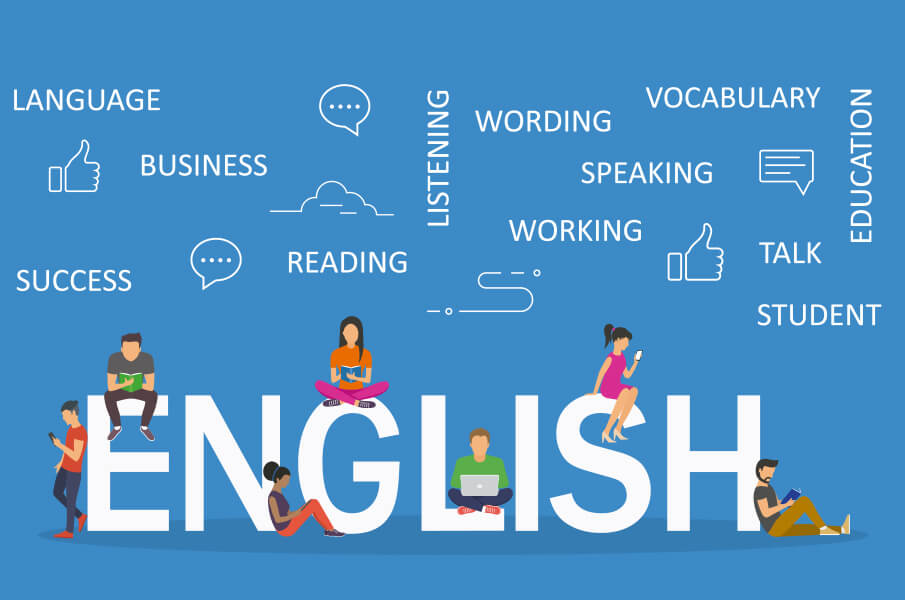 LANGUAGE
BUSINESS
SUCCESS
READING
LISTENING
WORDING
VOCABULARY
SPEAKING
WORKING
TALK
STUDENT
EDUCATION
ENGLISH